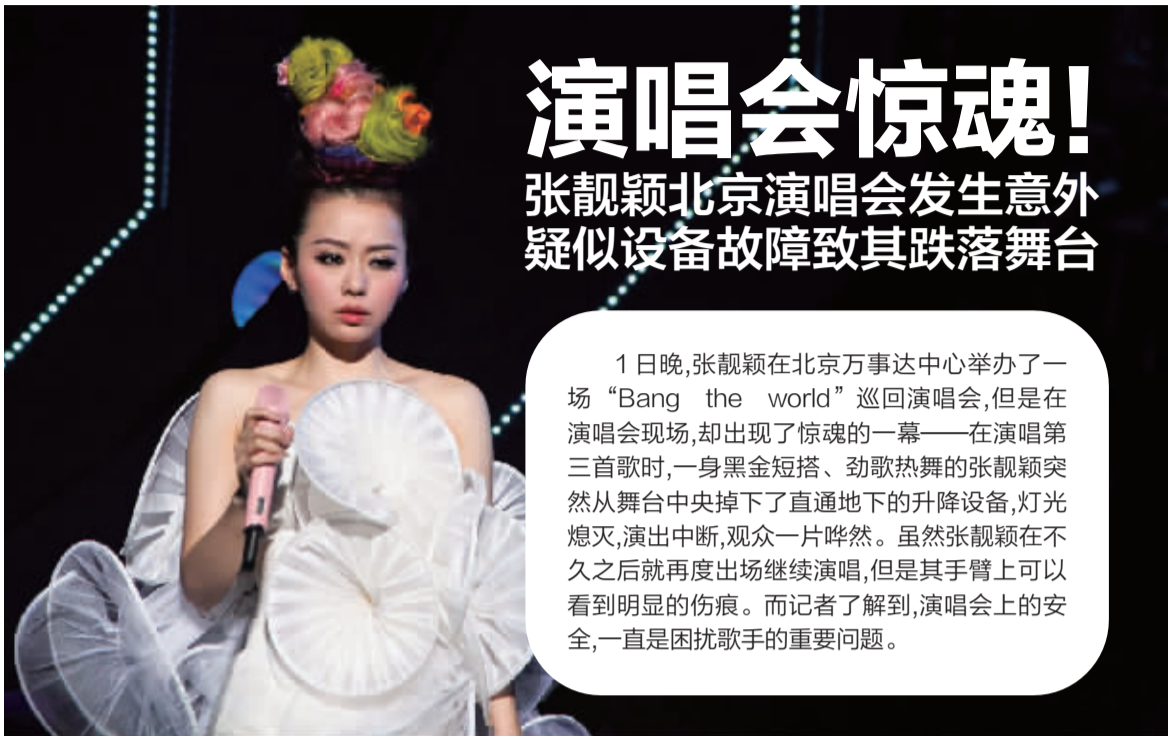 演唱会惊魂!
张靓颖北京演唱会发生意外
疑似设备故障致其跌落舞台
1日晚,张靓颖在北京万事达中心举办了一
场“Bang the world”巡回演唱会,但是在
演唱会现场,却出现了惊魂的一幕——在演唱第
三首歌时,一身黑金短搭、劲歌热舞的张靓颖突
然从舞台中央掉下了直通地下的升降设备,灯光
熄灭,演出中断,观众一片哗然。虽然张靓颖在不
久之后就再度出场继续演唱,但是其手臂上可以
看到明显的伤痕。而记者了解到,演唱会上的安
全,一直是困扰歌手的重要问题。